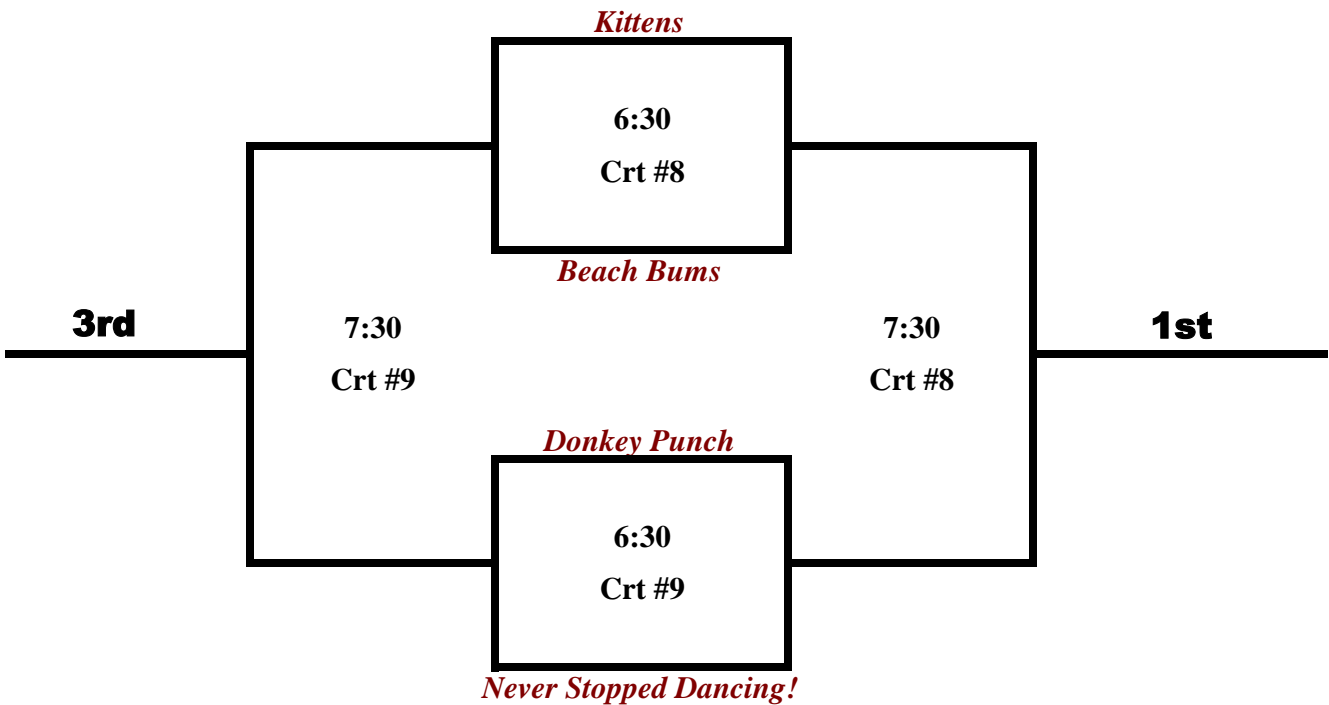 Kittens
6:30
Crt #8
Beach Bums
3rd
7:30
Crt #9
7:30
Crt #8
1st
Donkey Punch
6:30
Crt #9
Never Stopped Dancing!